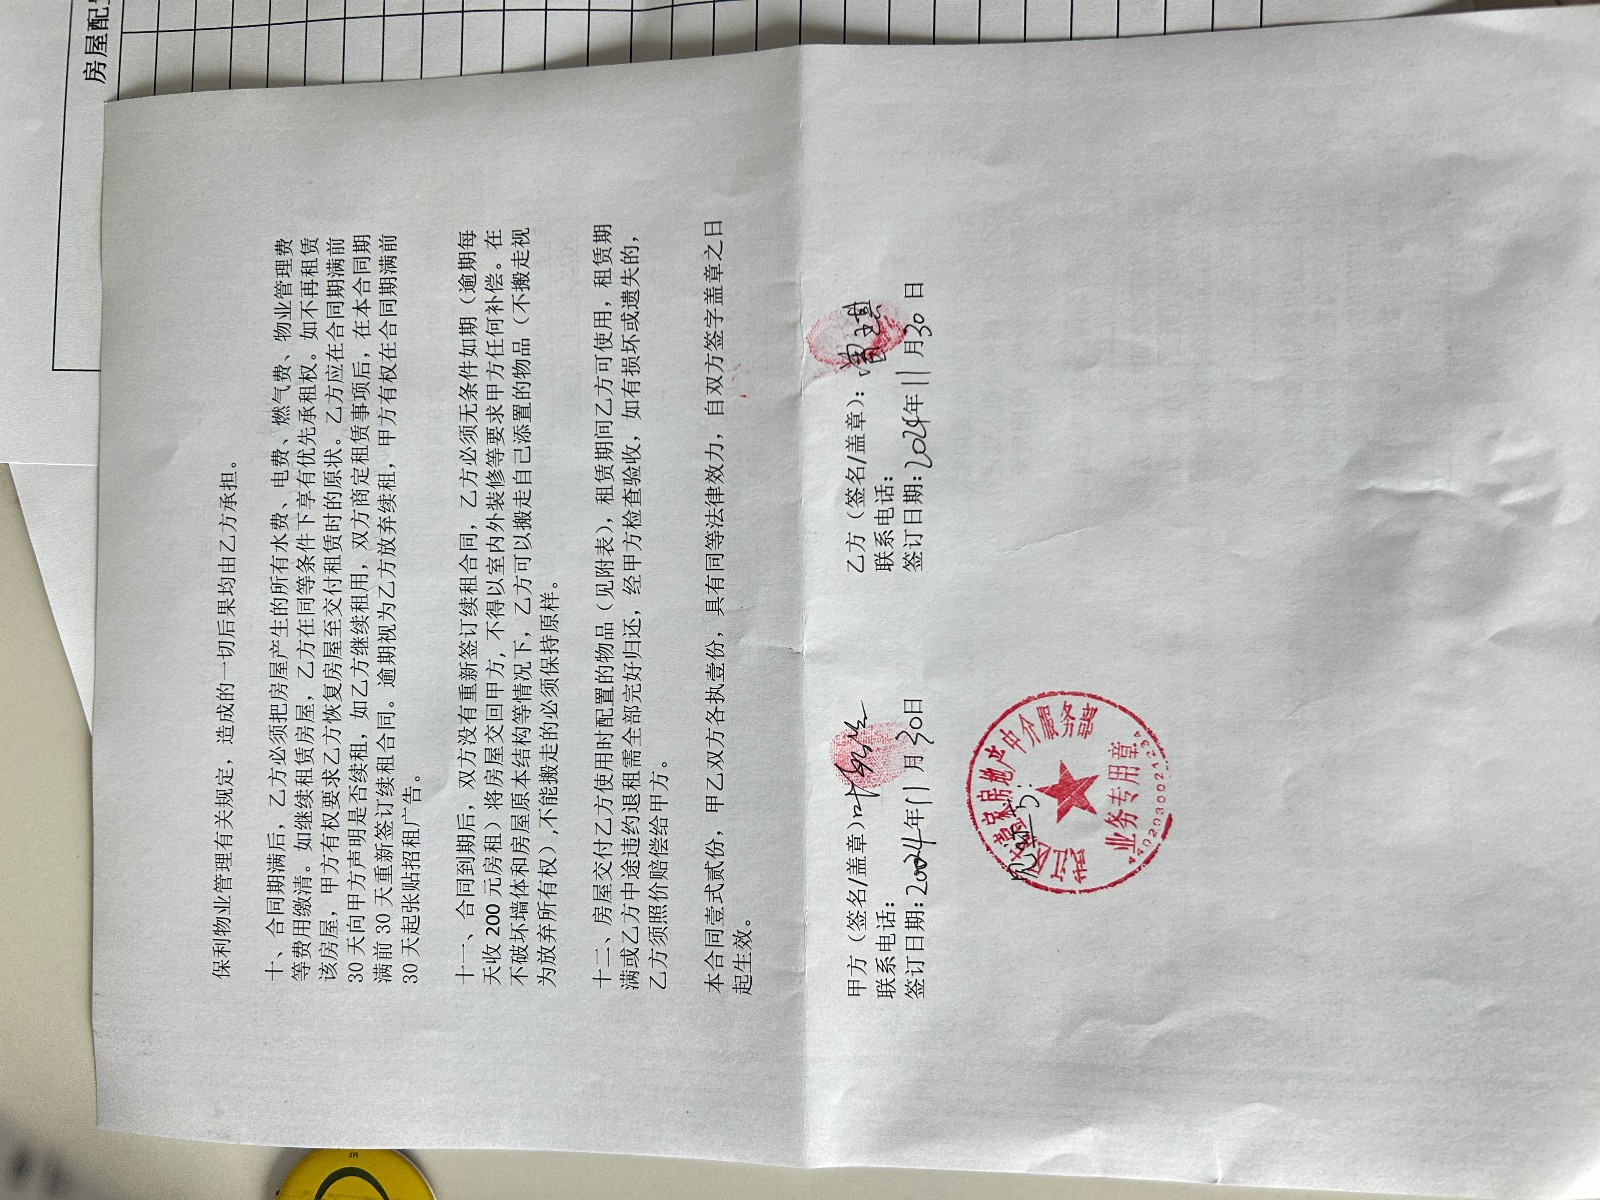 房屋配
保利物业管理有关规定，造成的一切后果均由乙方承担。
十、合同期满后，乙方必须把房屋产生的所有水费、电费、燃气费、物业管理费
等费用缴清。如继续租赁房屋，乙方在同等条件下享有优先承租权。如不再租赁
该房屋，甲方有权要求乙方恢复房屋至交付租赁时的原状。乙方应在合同期满前
30 天向甲方声明是否续租，如乙方继续租用，双方商定租赁事项后，在本合同期
满前 30 天重新签订续租合同。逾期视为乙方放弃续租，甲方有权在合同期满前
30 天起张贴招租广告。
十一、合同到期后，双方没有重新签订续租合同，乙方必须无条件如期（逾期每
天收 200 元房租）将房屋交回甲方，不得以室内外装修等要求甲方任何补偿。在
不破坏墙体和房屋原本结构等情况下，乙方可以搬走自己添置的物品（不搬走视
为放弃所有权）,不能搬走的必须保持原样。
十二、房屋交付乙方使用时配置的物品（见附表），租赁期间乙方可使用，租赁期
满或乙方中途违约退租需全部完好归还，经甲方检查验收，如有损坏或遗失的，
乙方须照价赔偿给甲方。
本合同壹式贰份，甲乙双方各执壹份，具有同等法律效力，自双方签字盖章之日
起生效。
甲方（签名/盖章）
联系电话：
签订日期：2024年11月30日
乙方（签名/盖章）：
联系电话：
签订日期：2024年11月30日
房地产中介服务部
业务专用章